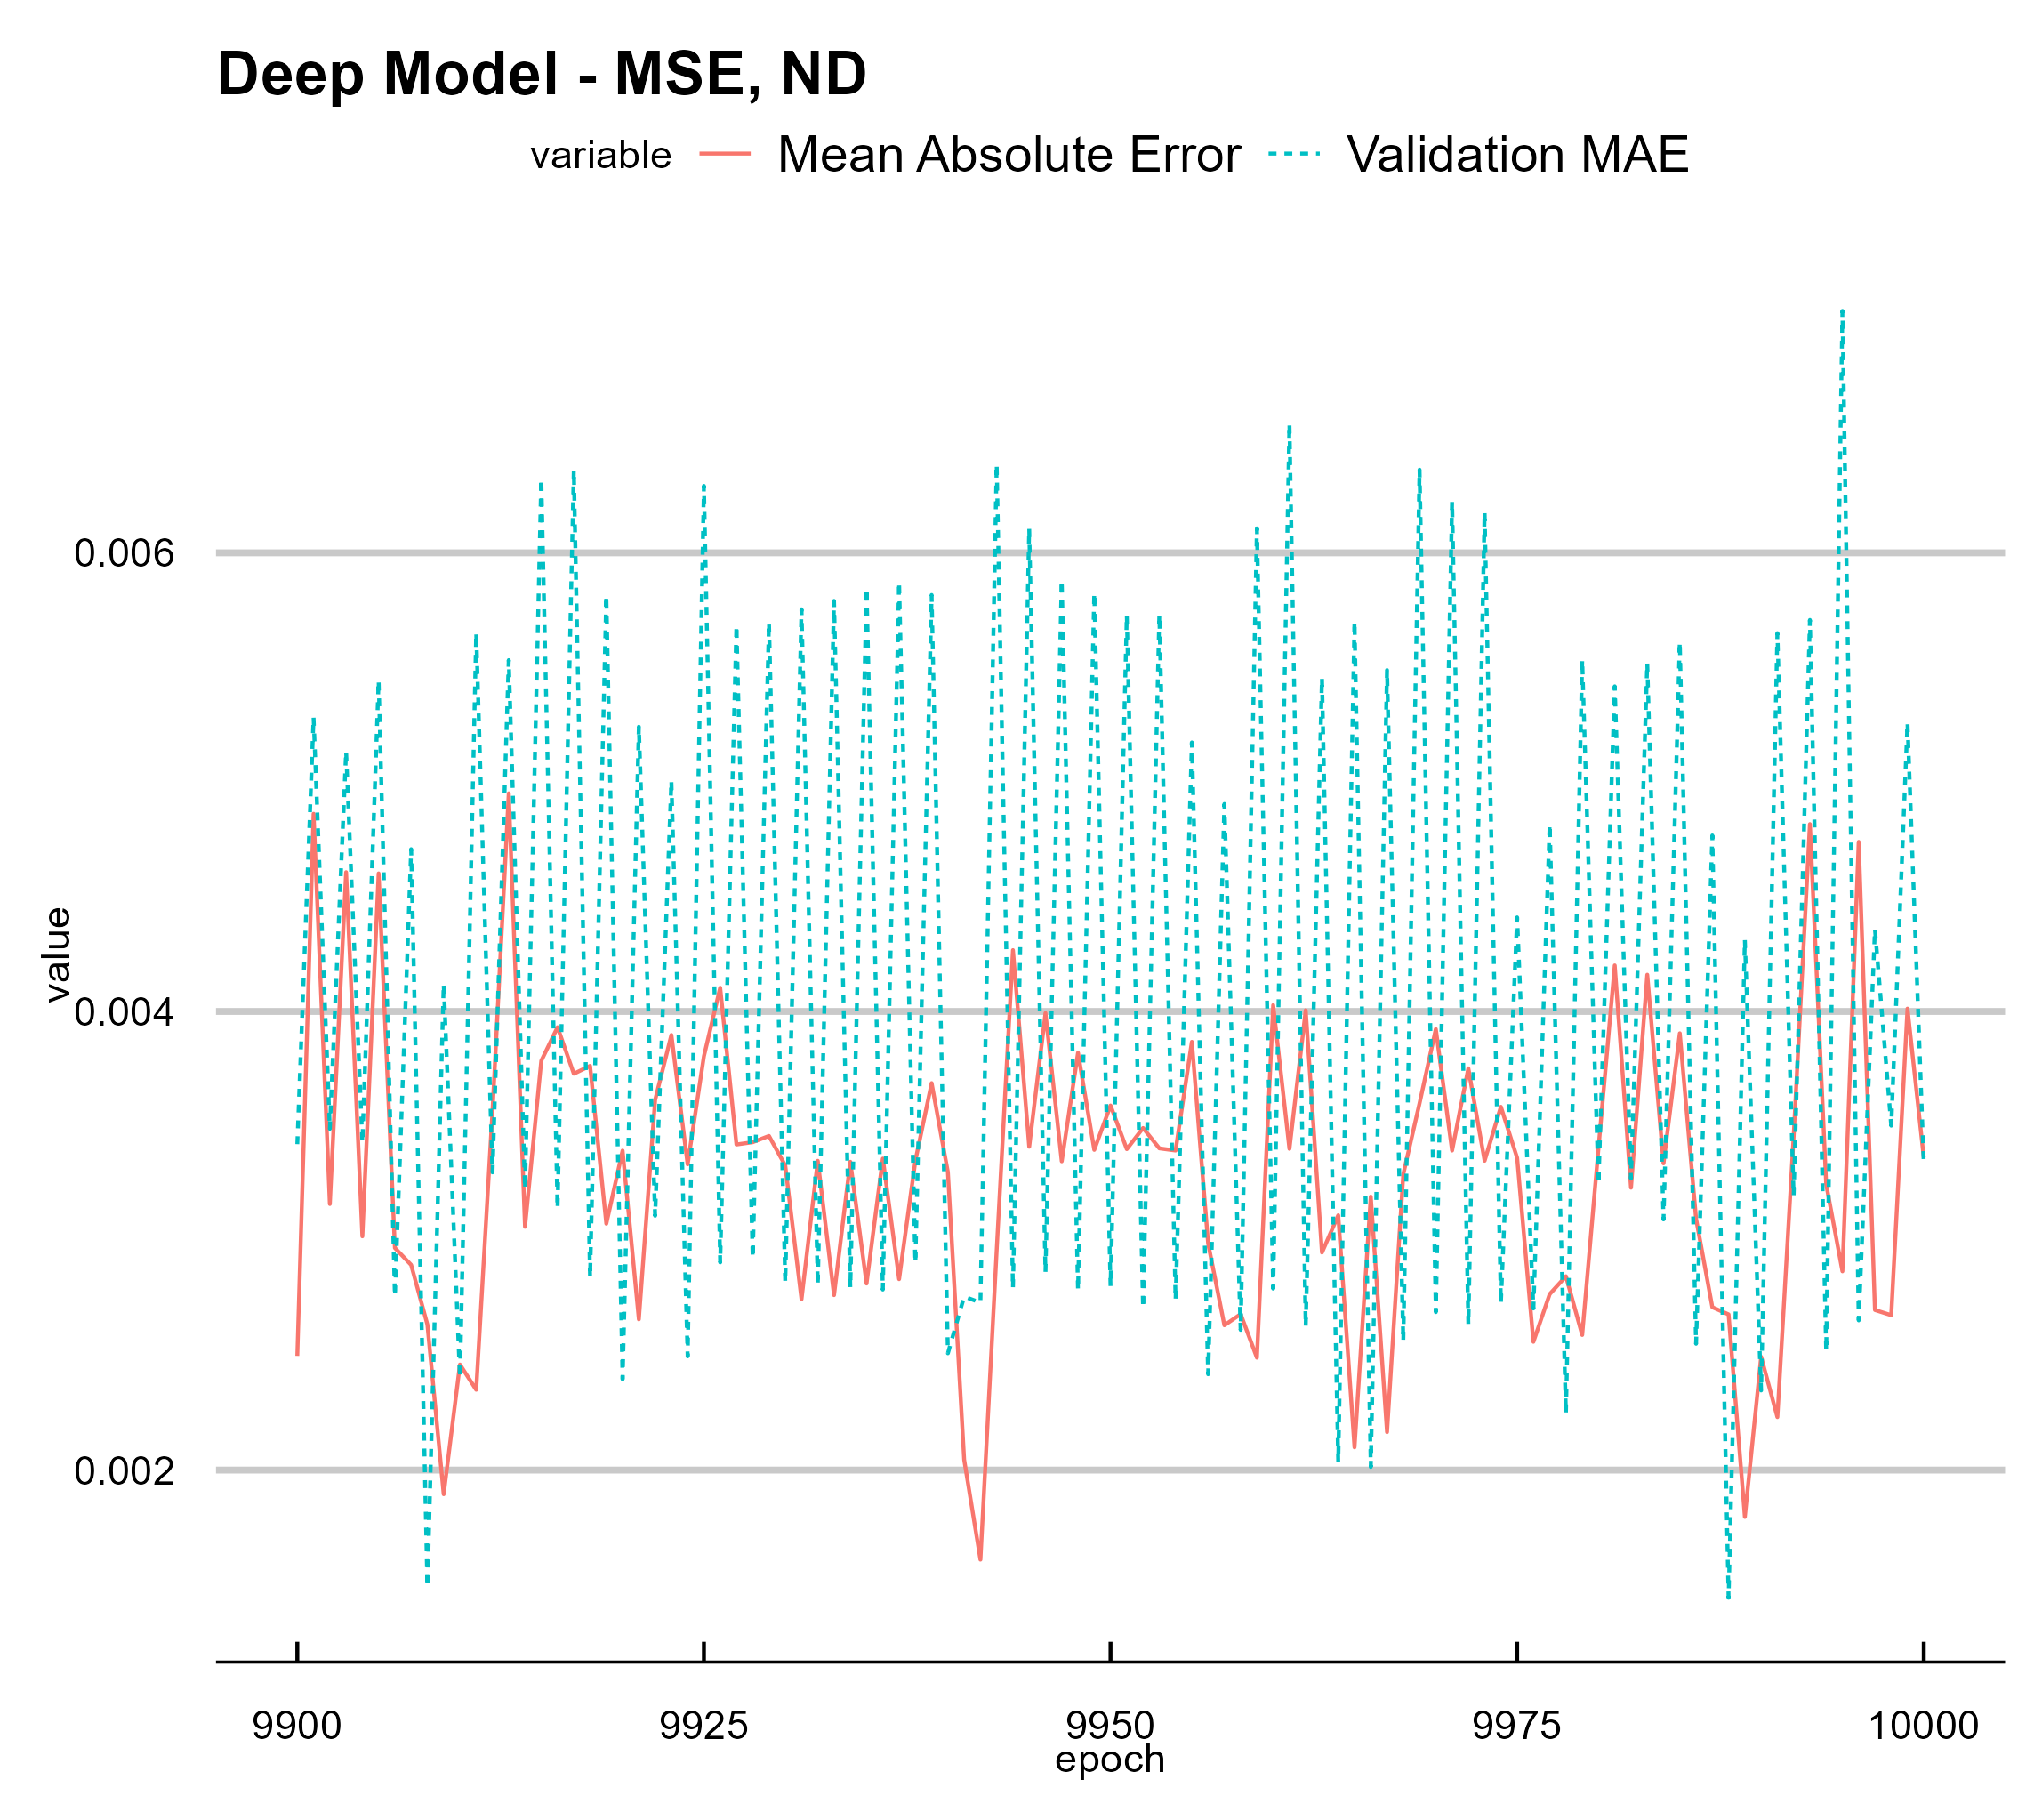 Deep Model - MSE, ND
variable Mean Absolute Error Validation MAE
0.006
value
0.004
0.002
9900 9925 9950 9975 10000
epoch